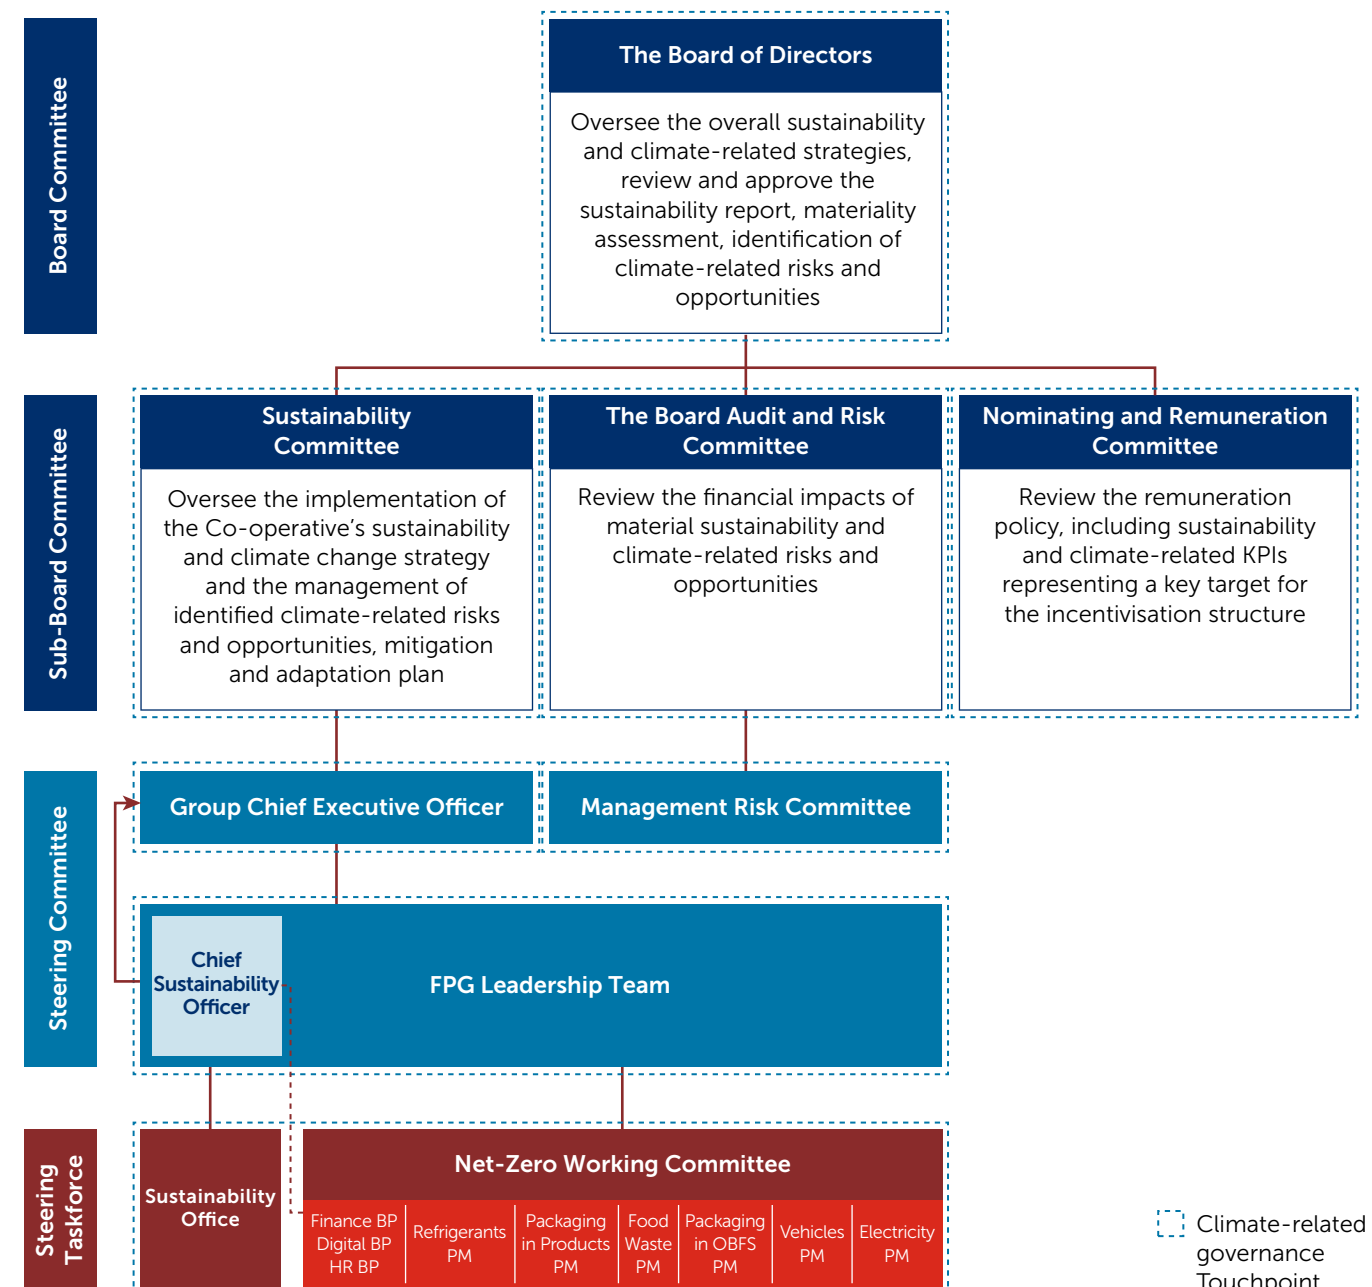 Board Committee
The Board of Directors
Oversee the overall sustainability
and climate-related strategies,
review and approve the
sustainability report, materiality
assessment, identification of
climate-related risks and
opportunities
Sub-Board Committee
Sustainability
Committee
Oversee the implementation of
the Co-operative's sustainability
and climate change strategy
and the management of
identified climate-related risks
and opportunities, mitigation
and adaptation plan
The Board Audit and Risk
Committee
Review the financial impacts of
material sustainability and
climate-related risks and
opportunities
Nominating and Remuneration
Committee
Review the remuneration
policy, including sustainability
and climate-related KPIs
representing a key target for
the incentivisation structure
Steering Committee
Group Chief Executive Officer
Management Risk Committee
Chief
Sustainability
Officer
FPG Leadership Team
Steering
Taskforce
Sustainability
Office
Net-Zero Working Committee
Finance BP
Digital BP
HR BP
Refrigerants
PM
Packaging
in Products
PM
Food
Waste
PM
Packaging
in OBFS
PM
Vehicles
PM
Electricity
PM
Climate-related
governance
Touchpoint